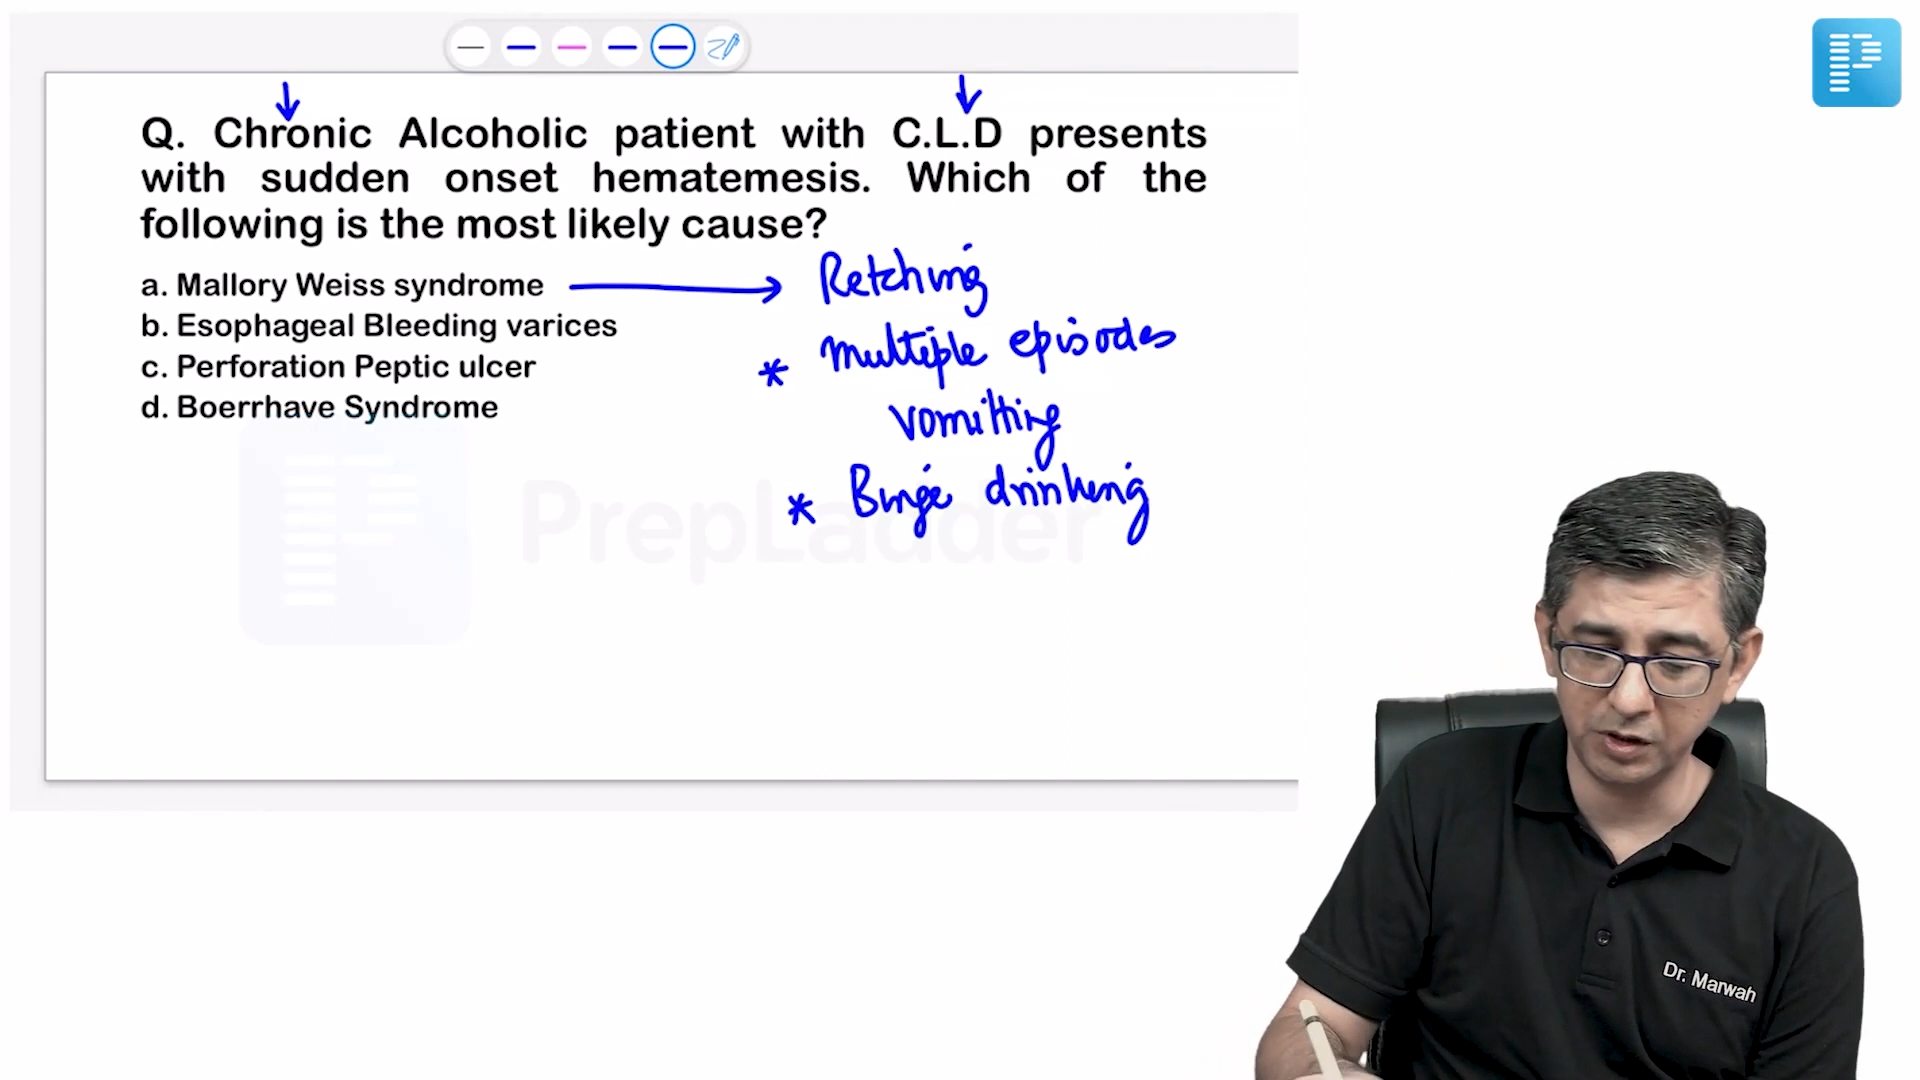 Q. Chronic Alcoholic patient with C.L.D presents
with sudden onset hematemesis. Which of the
following is the most likely cause?
a. Mallory Weiss syndrome
b. Esophageal Bleeding varices
c. Perforation Peptic ulcer
d. Boerrhave Syndrome
Retching
* Multiple episodes
vomitting
* Binge drinking
PrepLadder
Dr. Marwah